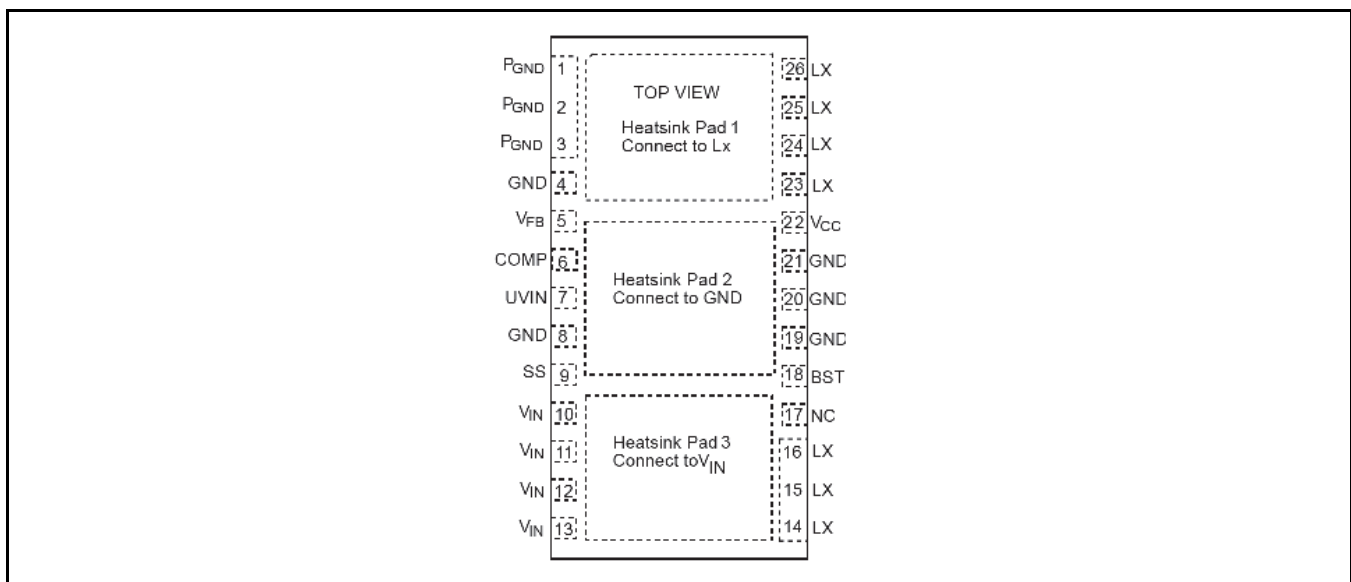 PGND 1 26 LX
TOP VIEW
PGND 2 25 LX
Heatsink Pad 1
PGND 3 24 LX
Connect to Lx
GND 4 23 LX
VFB 5 22 VCC
COMP 6 21 GND
Heatsink Pad 2
UVIN 7 20 GND
Connect to GND
GND 8 19 GND
SS 9 18 BST
VIN 10 17 NC
Heatsink Pad 3
VIN 11 16 LX
Connect toVIN
VIN 12 15 LX
VIN 13 14 LX